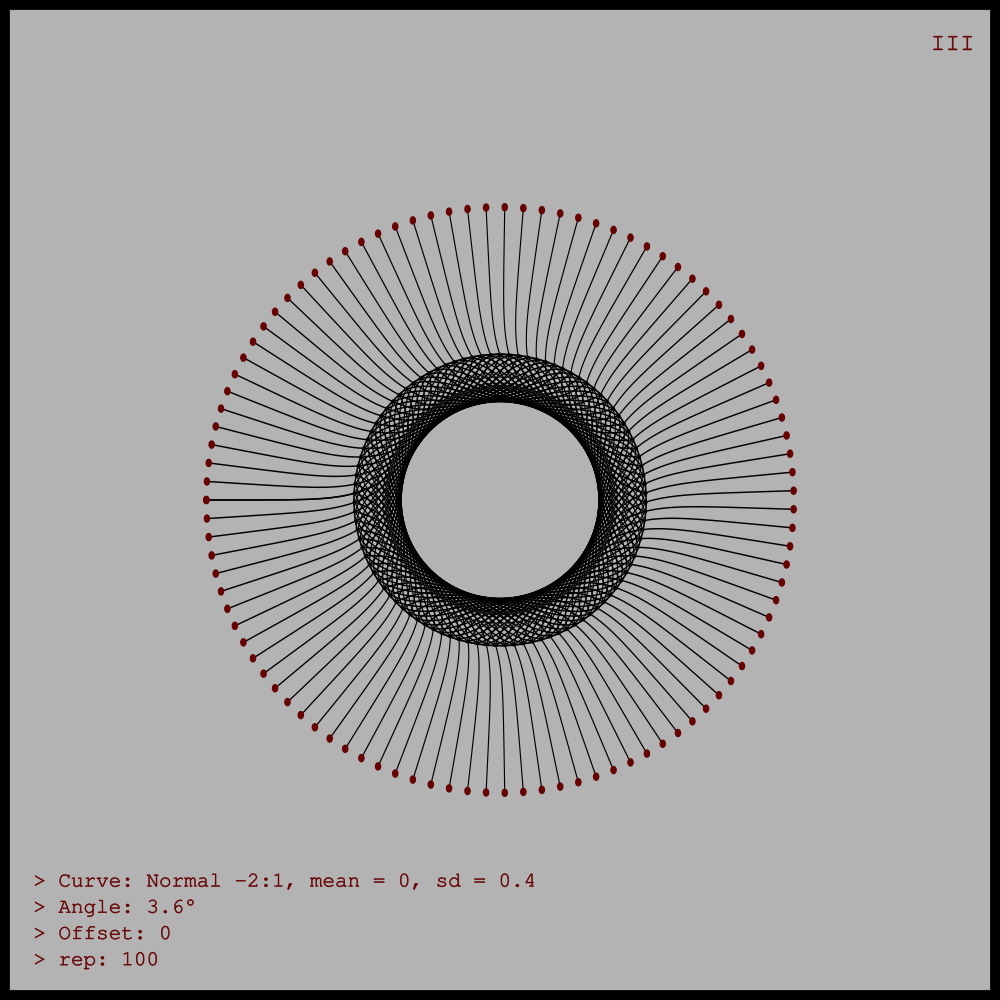 III
> Curve: Normal −2:1, mean = 0, sd = 0.4
> Angle: 3.6°
> Offset: 0
> rep: 100